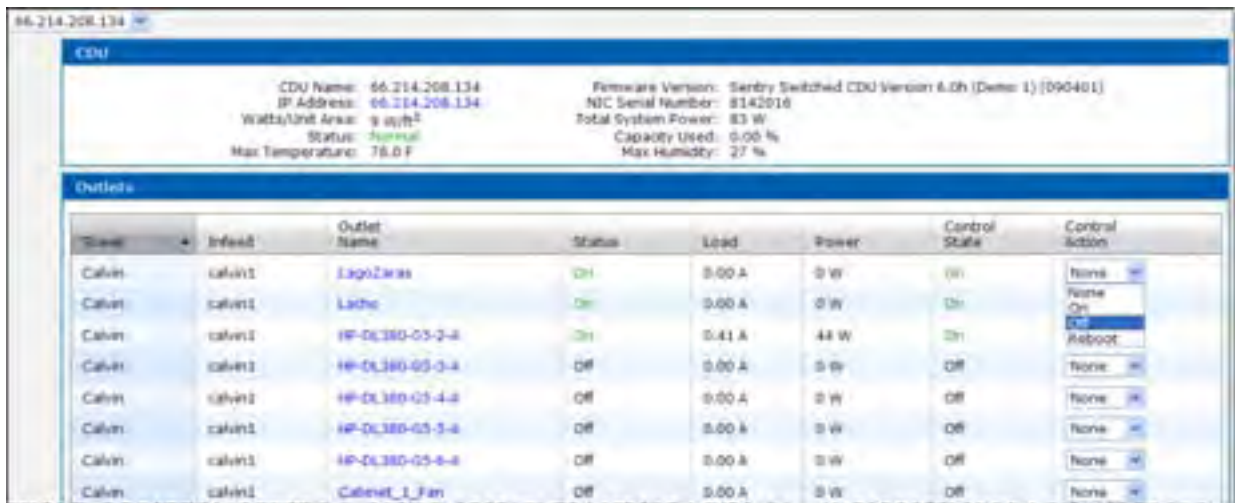 66.214.208.134
CDU
CDU Name: 66.214.208.134 Firmware Version: Sentry Switched CDU Version 6.0h (Demo 1) [090401]
IP Address: 66.214.208.134 NIC Serial Number: 8142016
Watts/Unit Area: 9 w/ft² Total System Power: 83 W
Status: Normal Capacity Used: 0.00 %
Max Temperature: 78.0 F Max Humidity: 27 %
Outlets
Tower Infeed Outlet Name Status Load Power Control State Control Action
Calvin calvin1 LagoZaras On 0.00 A 0 W On None
None
On
Calvin calvin1 Lacho On 0.00 A 0 W On
Off
Reboot
Calvin calvin1 HP-DL380-G5-2-A On 0.41 A 44 W On
Calvin calvin1 HP-DL380-G5-3-A Off 0.00 A 0 W Off None
Calvin calvin1 HP-DL380-G5-4-A Off 0.00 A 0 W Off None
Calvin calvin1 HP-DL380-G5-5-A Off 0.00 A 0 W Off None
Calvin calvin1 HP-DL380-G5-6-A Off 0.00 A 0 W Off None
Calvin calvin1 Cabinet_1_Fan Off 0.00 A 0 W Off None